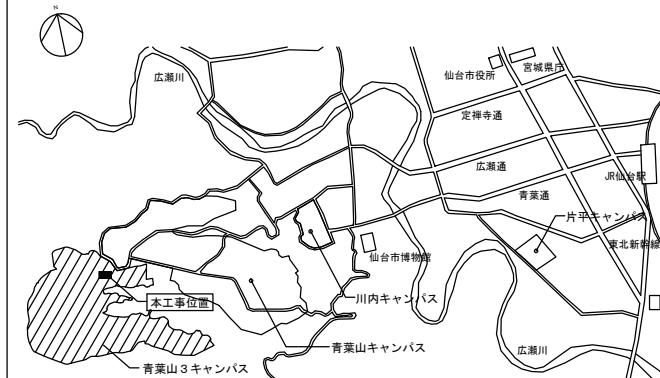 N
広瀬川
仙台市役所
宮城県庁
定禅寺通
広瀬通
JR仙台駅
青葉通
片平キャンパス
東北新幹線
仙台市博物館
川内キャンパス
本工事位置
青葉山キャンパス
広瀬川
青葉山3キャンパス